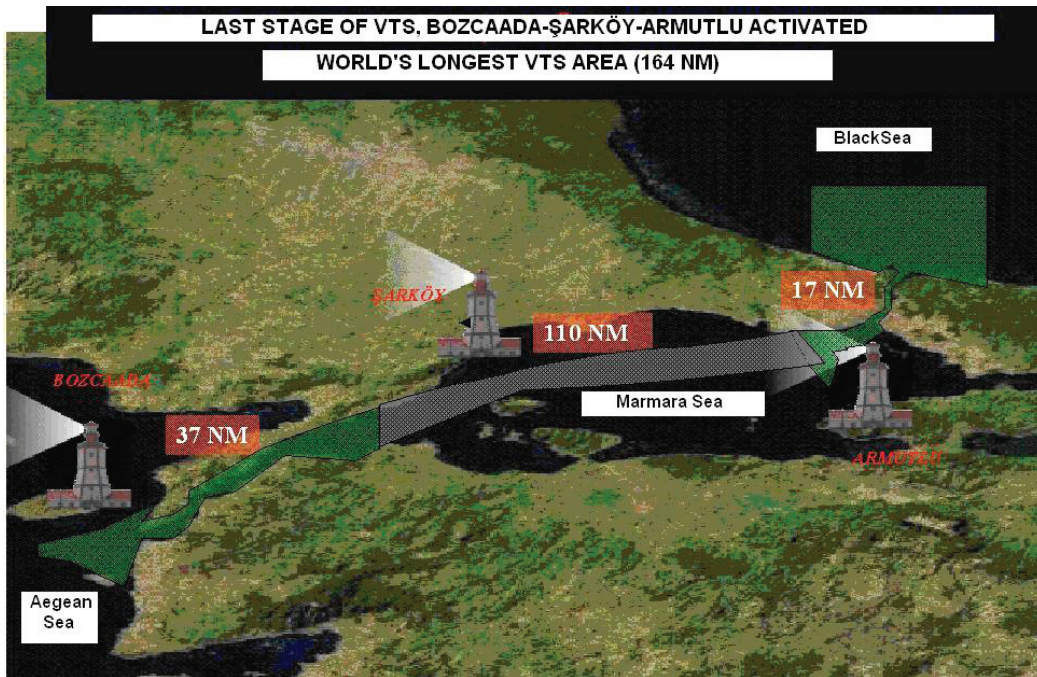 LAST STAGE OF VTS, BOZCAADA-ŞARKÖY-ARMUTLU ACTIVATED
WORLD'S LONGEST VTS AREA (164 NM)
BlackSea
ŞARKÖY
17 NM
110 NM
BOZCAADA
Marmara Sea
37 NM
ARMUTLU
Aegean
Sea